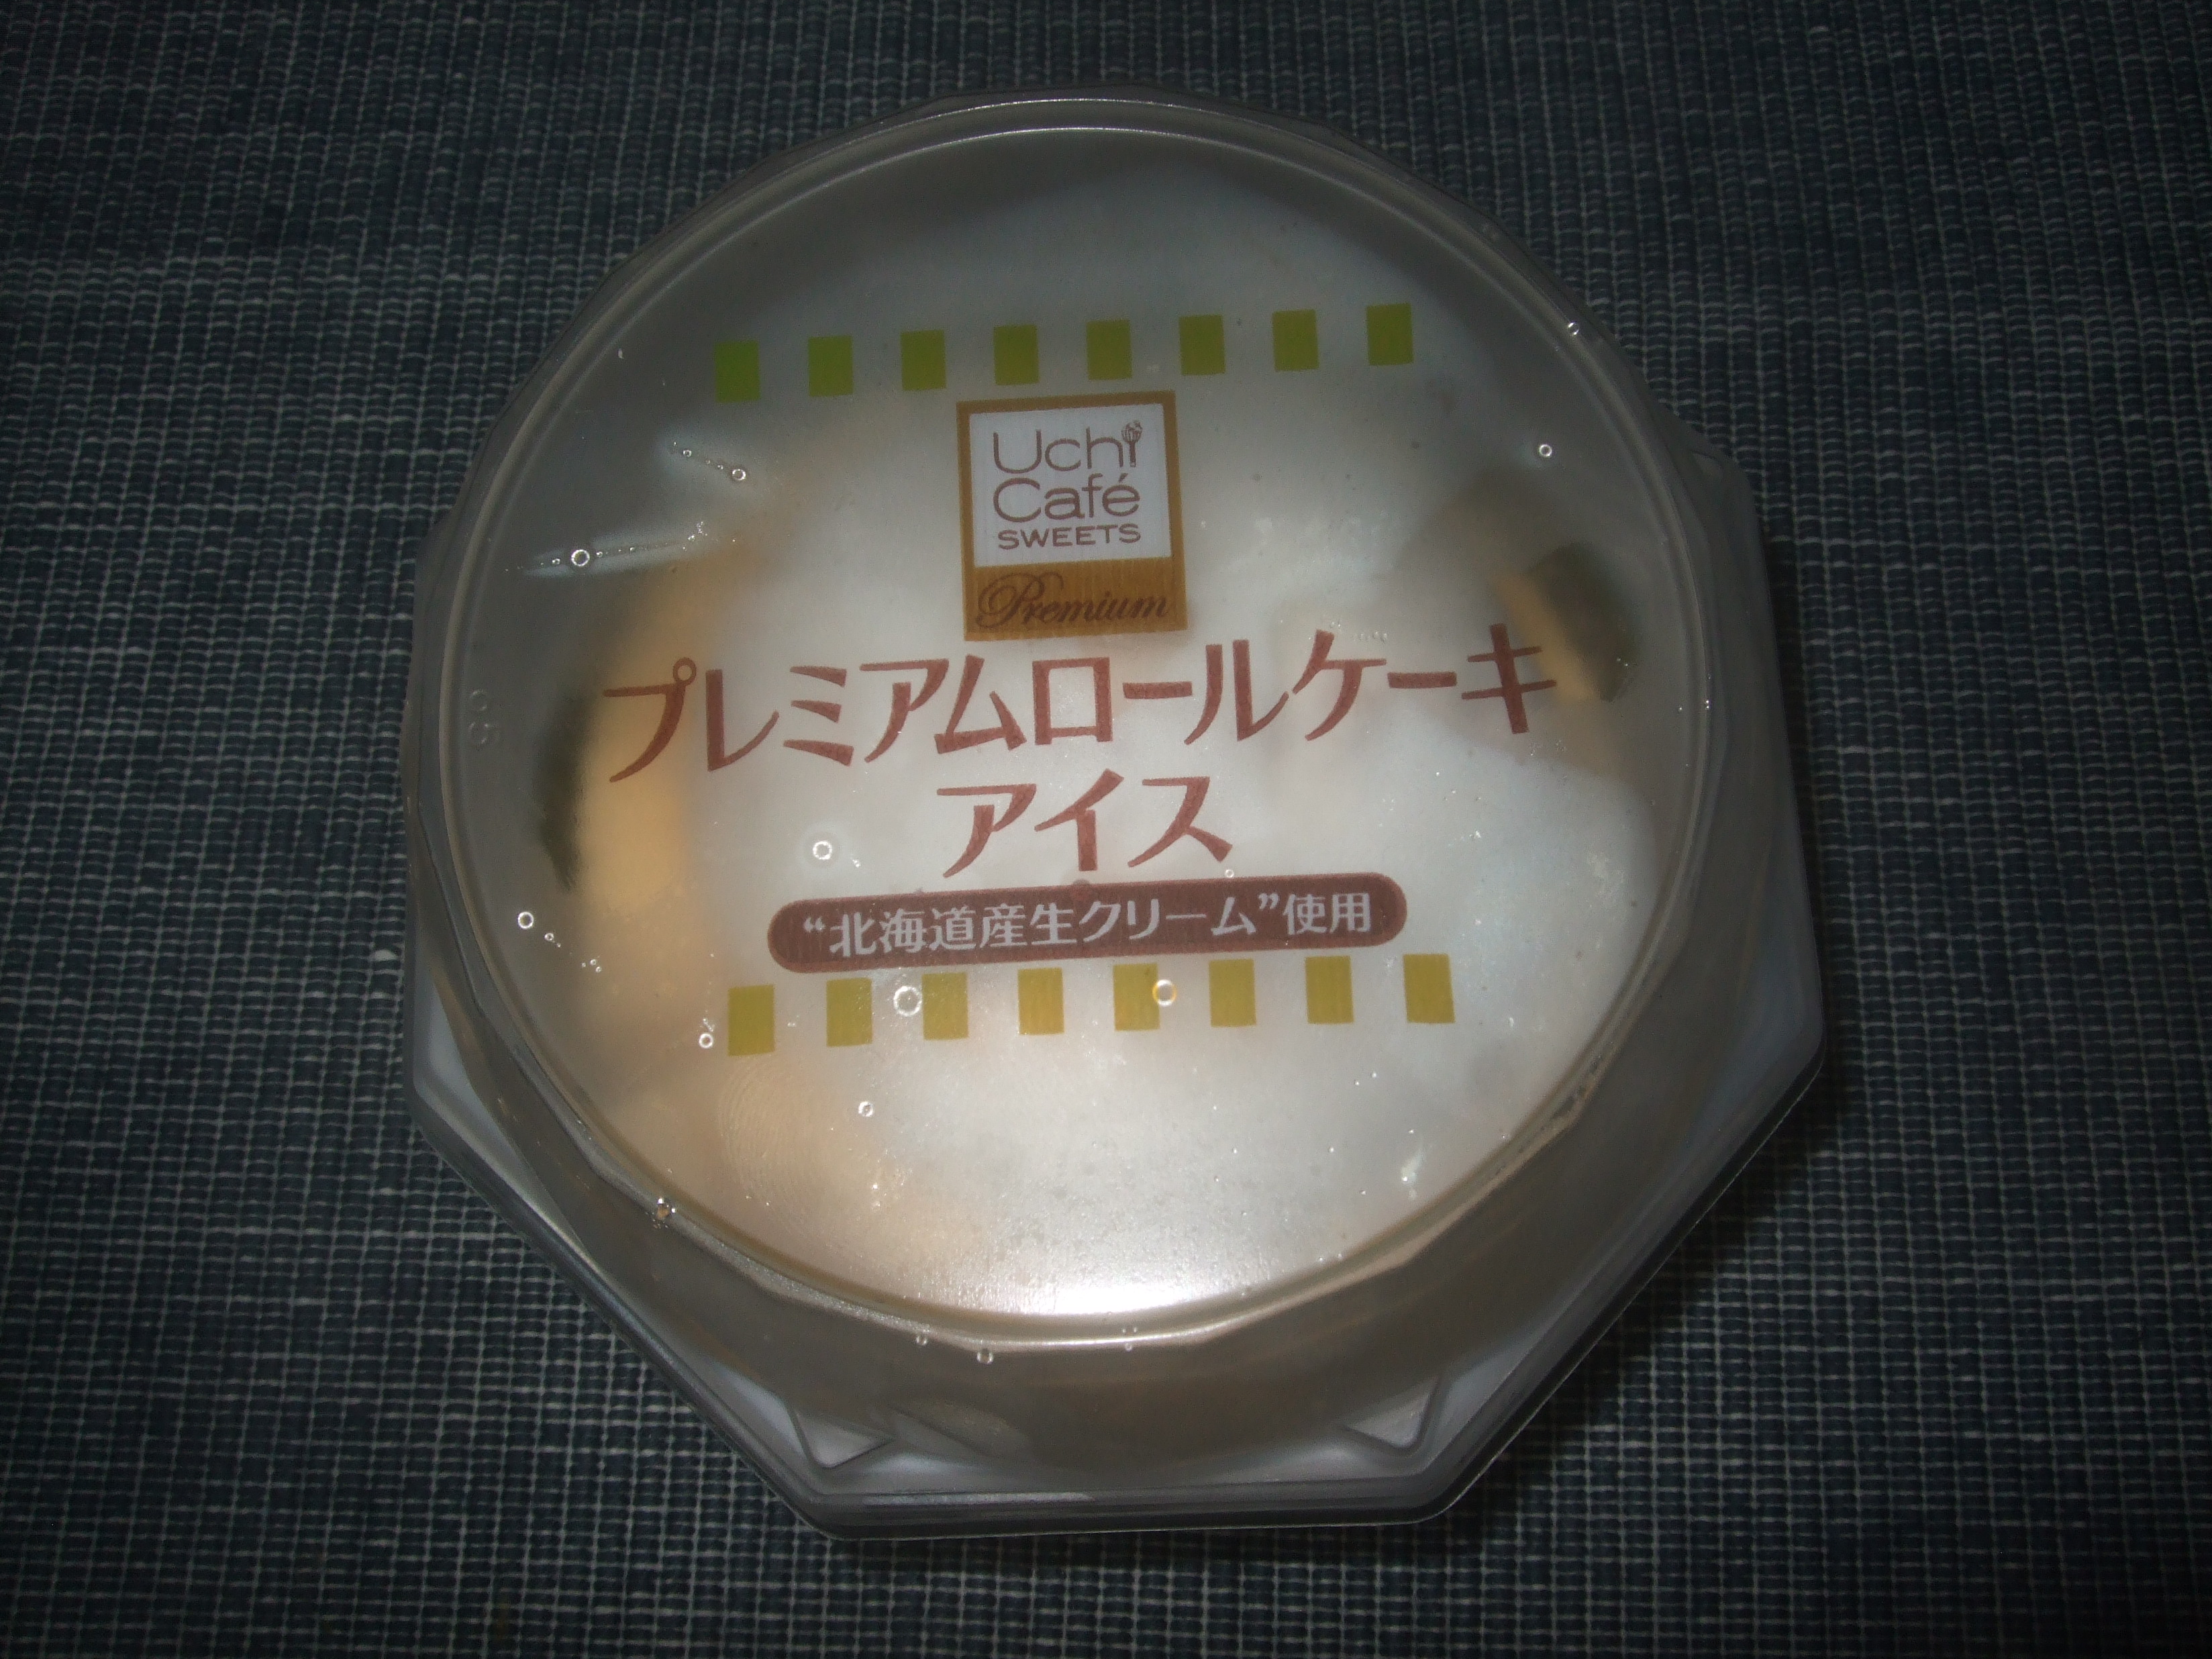 Uchi
Café
SWEETS
Premium
プレミアムロールケーキ
アイス
“北海道産生クリーム”使用